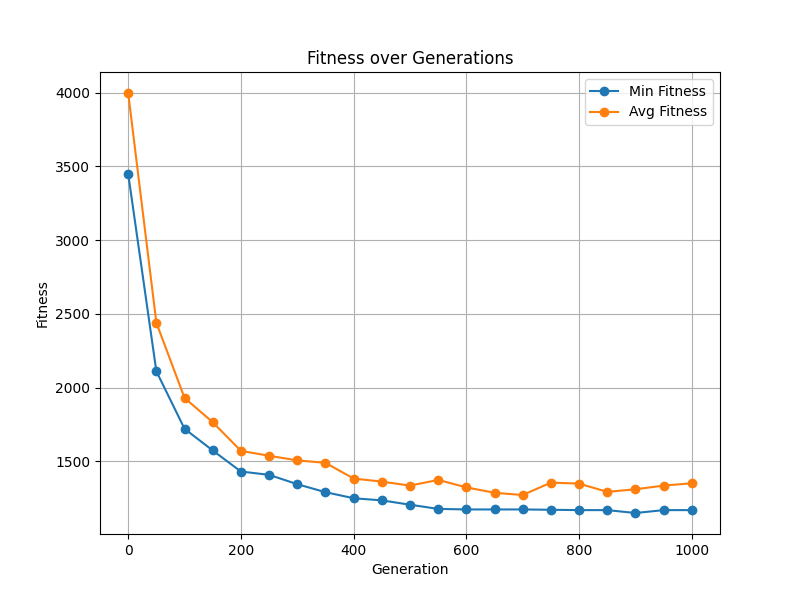 Fitness over Generations
Min Fitness
Avg Fitness
4000
3500
3000
2500
2000
1500
Fitness
0 200 400 600 800 1000
Generation